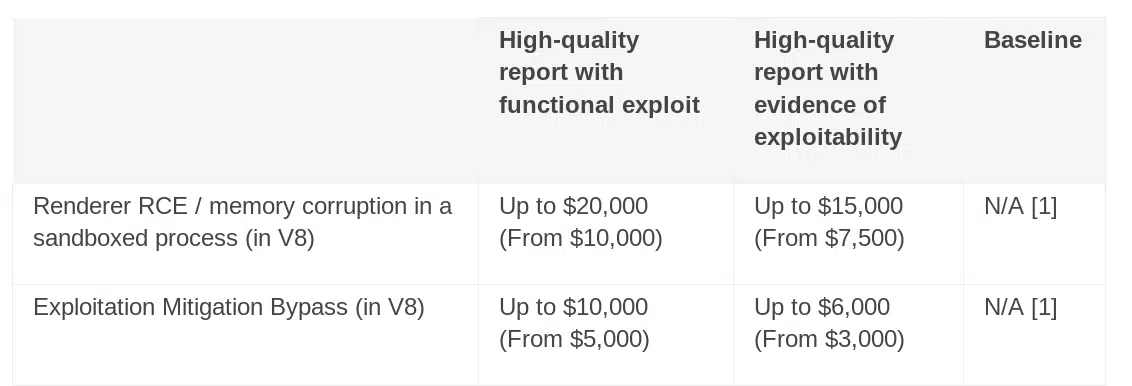 High-quality
report with
functional exploit
High-quality
report with
evidence of
exploitability
Baseline
Renderer RCE / memory corruption in a
sandboxed process (in V8)
Up to $20,000
(From $10,000)
Up to $15,000
(From $7,500)
N/A [1]
Exploitation Mitigation Bypass (in V8)
Up to $10,000
(From $5,000)
Up to $6,000
(From $3,000)
N/A [1]